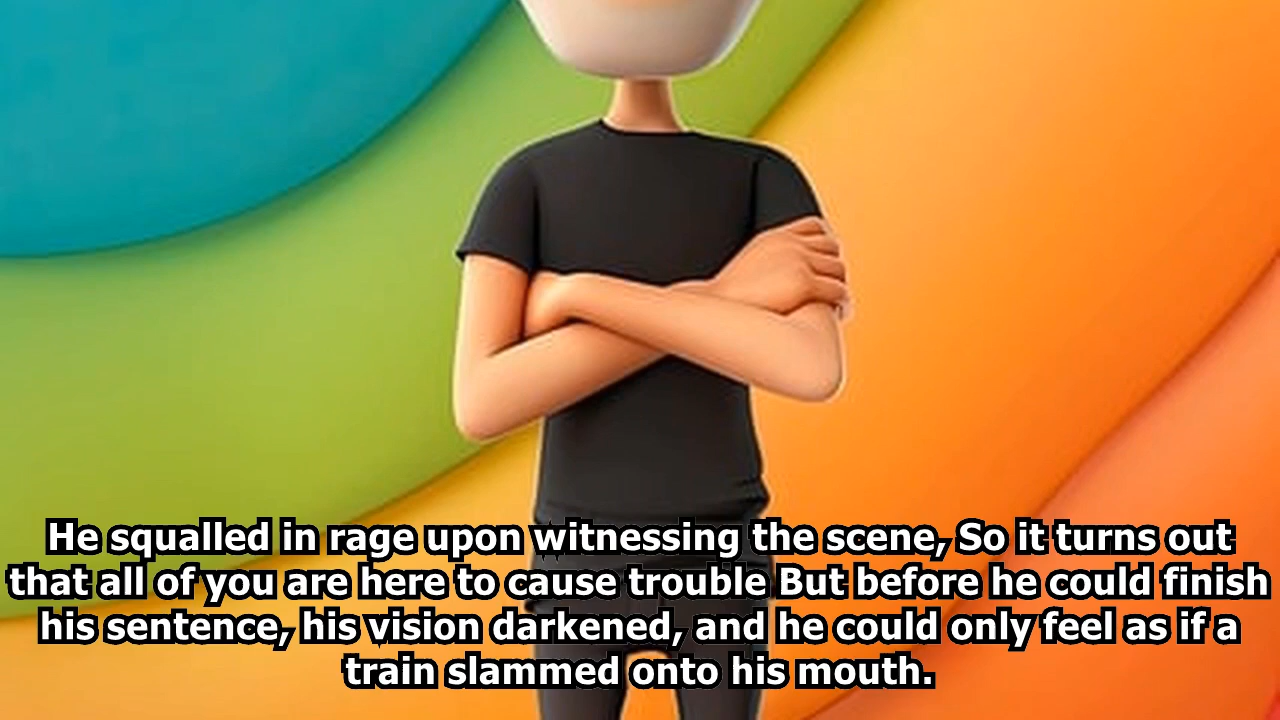 He squalled in rage upon witnessing the scene, So it turns out
that all of you are here to cause trouble But before he could finish
his sentence, his vision darkened, and he could only feel as if a
train slammed onto his mouth.